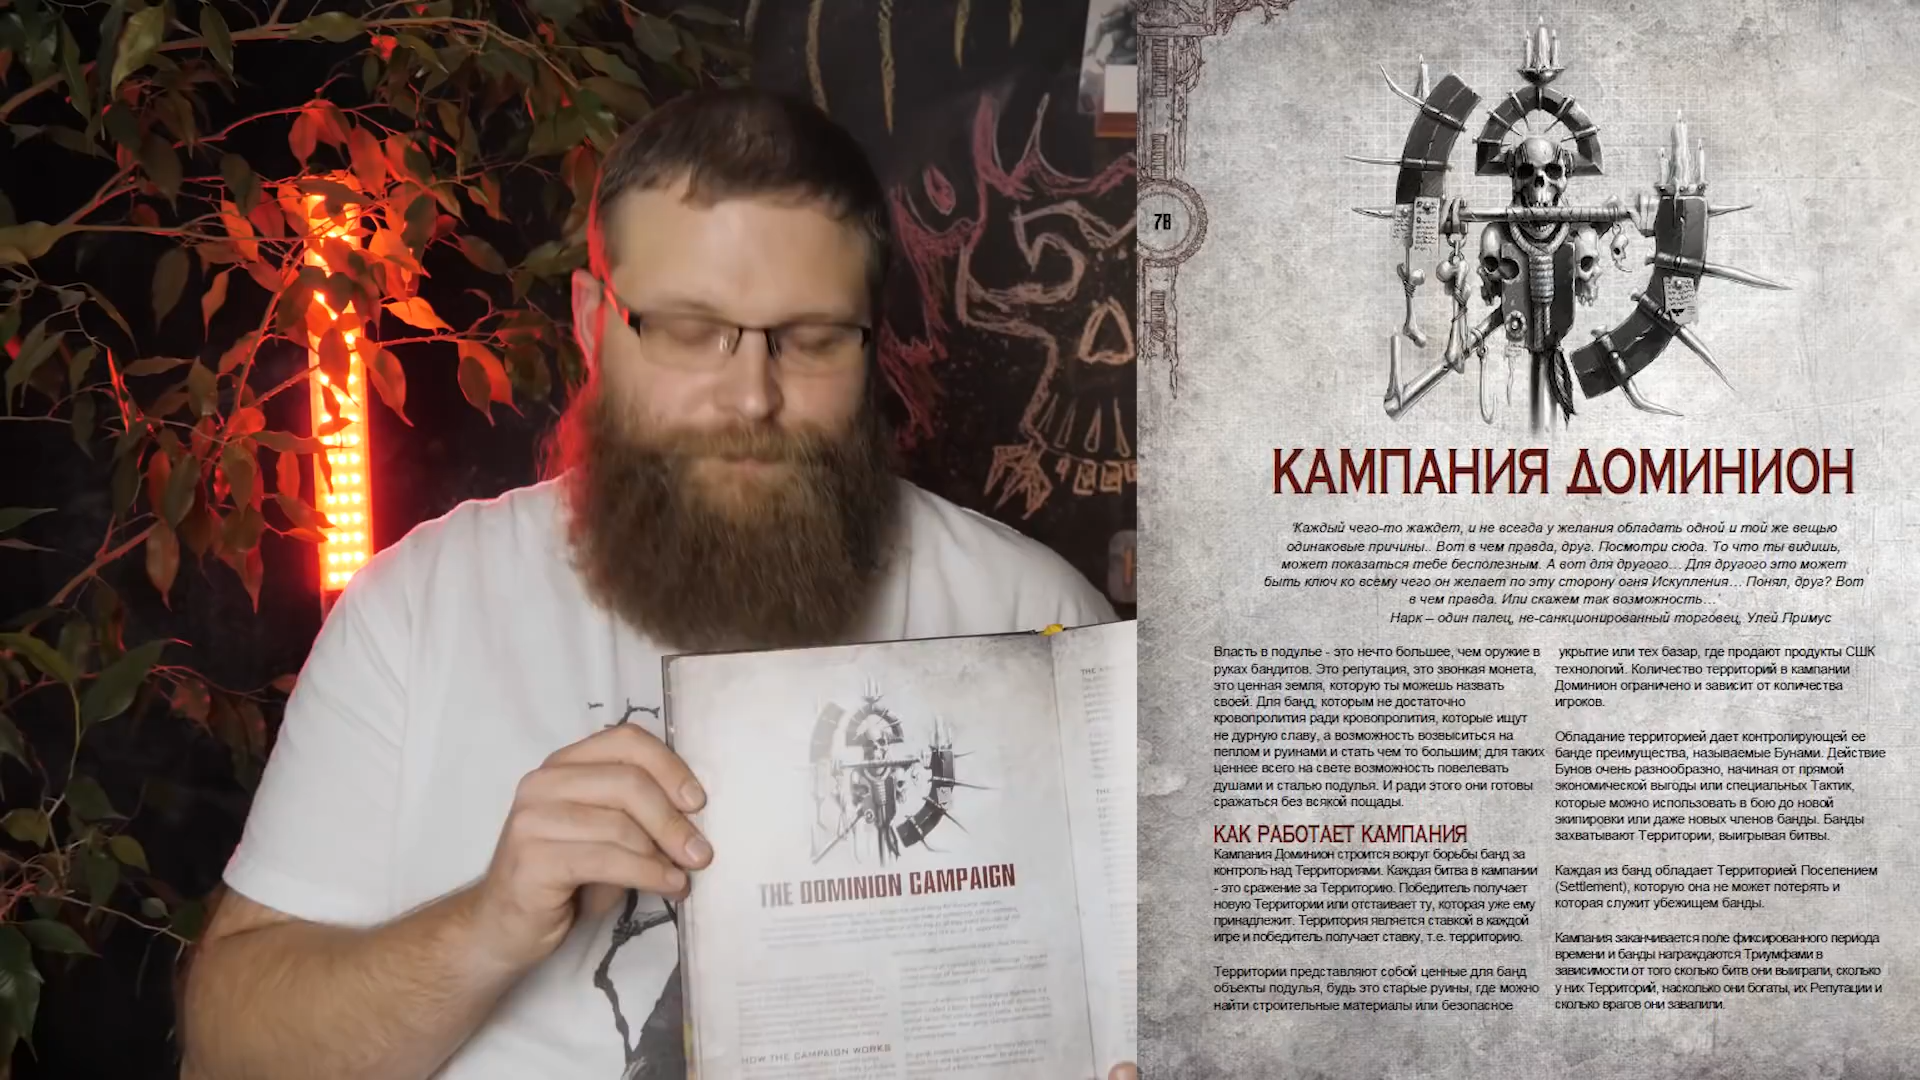 THE DOMINION CAMPAIGN
HOW THE CAMPAIGN WORKS
78
КАМПАНИЯ ДОМИНИОН
'Каждый чего-то жаждет, и не всегда у желания обладать одной и той же вещью
одинаковые причины.. Вот в чем правда, друг. Посмотри сюда. То что ты видишь,
может показаться тебе бесполезным. А вот для другого… Для другого это может
быть ключ ко всему чего он желает по эту сторону огня Искупления… Понял, друг? Вот
в чем правда. Или скажем так возможность…'
Нарк – один палец, не-санкционированный торговец, Улей Примус
Власть в подулье - это нечто большее, чем оружие в
руках бандитов. Это репутация, это звонкая монета,
это ценная земля, которую ты можешь назвать
своей. Для банд, которым не достаточно
кровопролития ради кровопролития, которые ищут
не дурную славу, а возможность возвыситься на
пеплом и руинами и стать чем то большим; для таких
ценнее всего на свете возможность повелевать
душами и сталью подулья. И ради этого они готовы
сражаться без всякой пощады.
КАК РАБОТАЕТ КАМПАНИЯ
Кампания Доминион строится вокруг борьбы банд за
контроль над Территориями. Каждая битва в кампании
- это сражение за Территорию. Победитель получает
новую Территории или отстаивает ту, которая уже ему
принадлежит. Территория является ставкой в каждой
игре и победитель получает ставку, т.е. территорию.
Территории представляют собой ценные для банд
объекты подулья, будь это старые руины, где можно
найти строительные материалы или безопасное
укрытие или тех базар, где продают продукты СШК
технологий. Количество территорий в кампании
Доминион ограничено и зависит от количества
игроков.
Обладание территорией дает контролирующей ее
банде преимущества, называемые Бунами. Действие
Бунов очень разнообразно, начиная от прямой
экономической выгоды или специальных Тактик,
которые можно использовать в бою до новой
экипировки или даже новых членов банды. Банды
захватывают Территории, выигрывая битвы.
Каждая из банд обладает Территорией Поселением
(Settlement), которую она не может потерять и
которая служит убежищем банды.
Кампания заканчивается поле фиксированного периода
времени и банды награждаются Триумфами в
зависимости от того сколько битв они выиграли, сколько
у них Территорий, насколько они богаты, их Репутации и
сколько врагов они завалили.